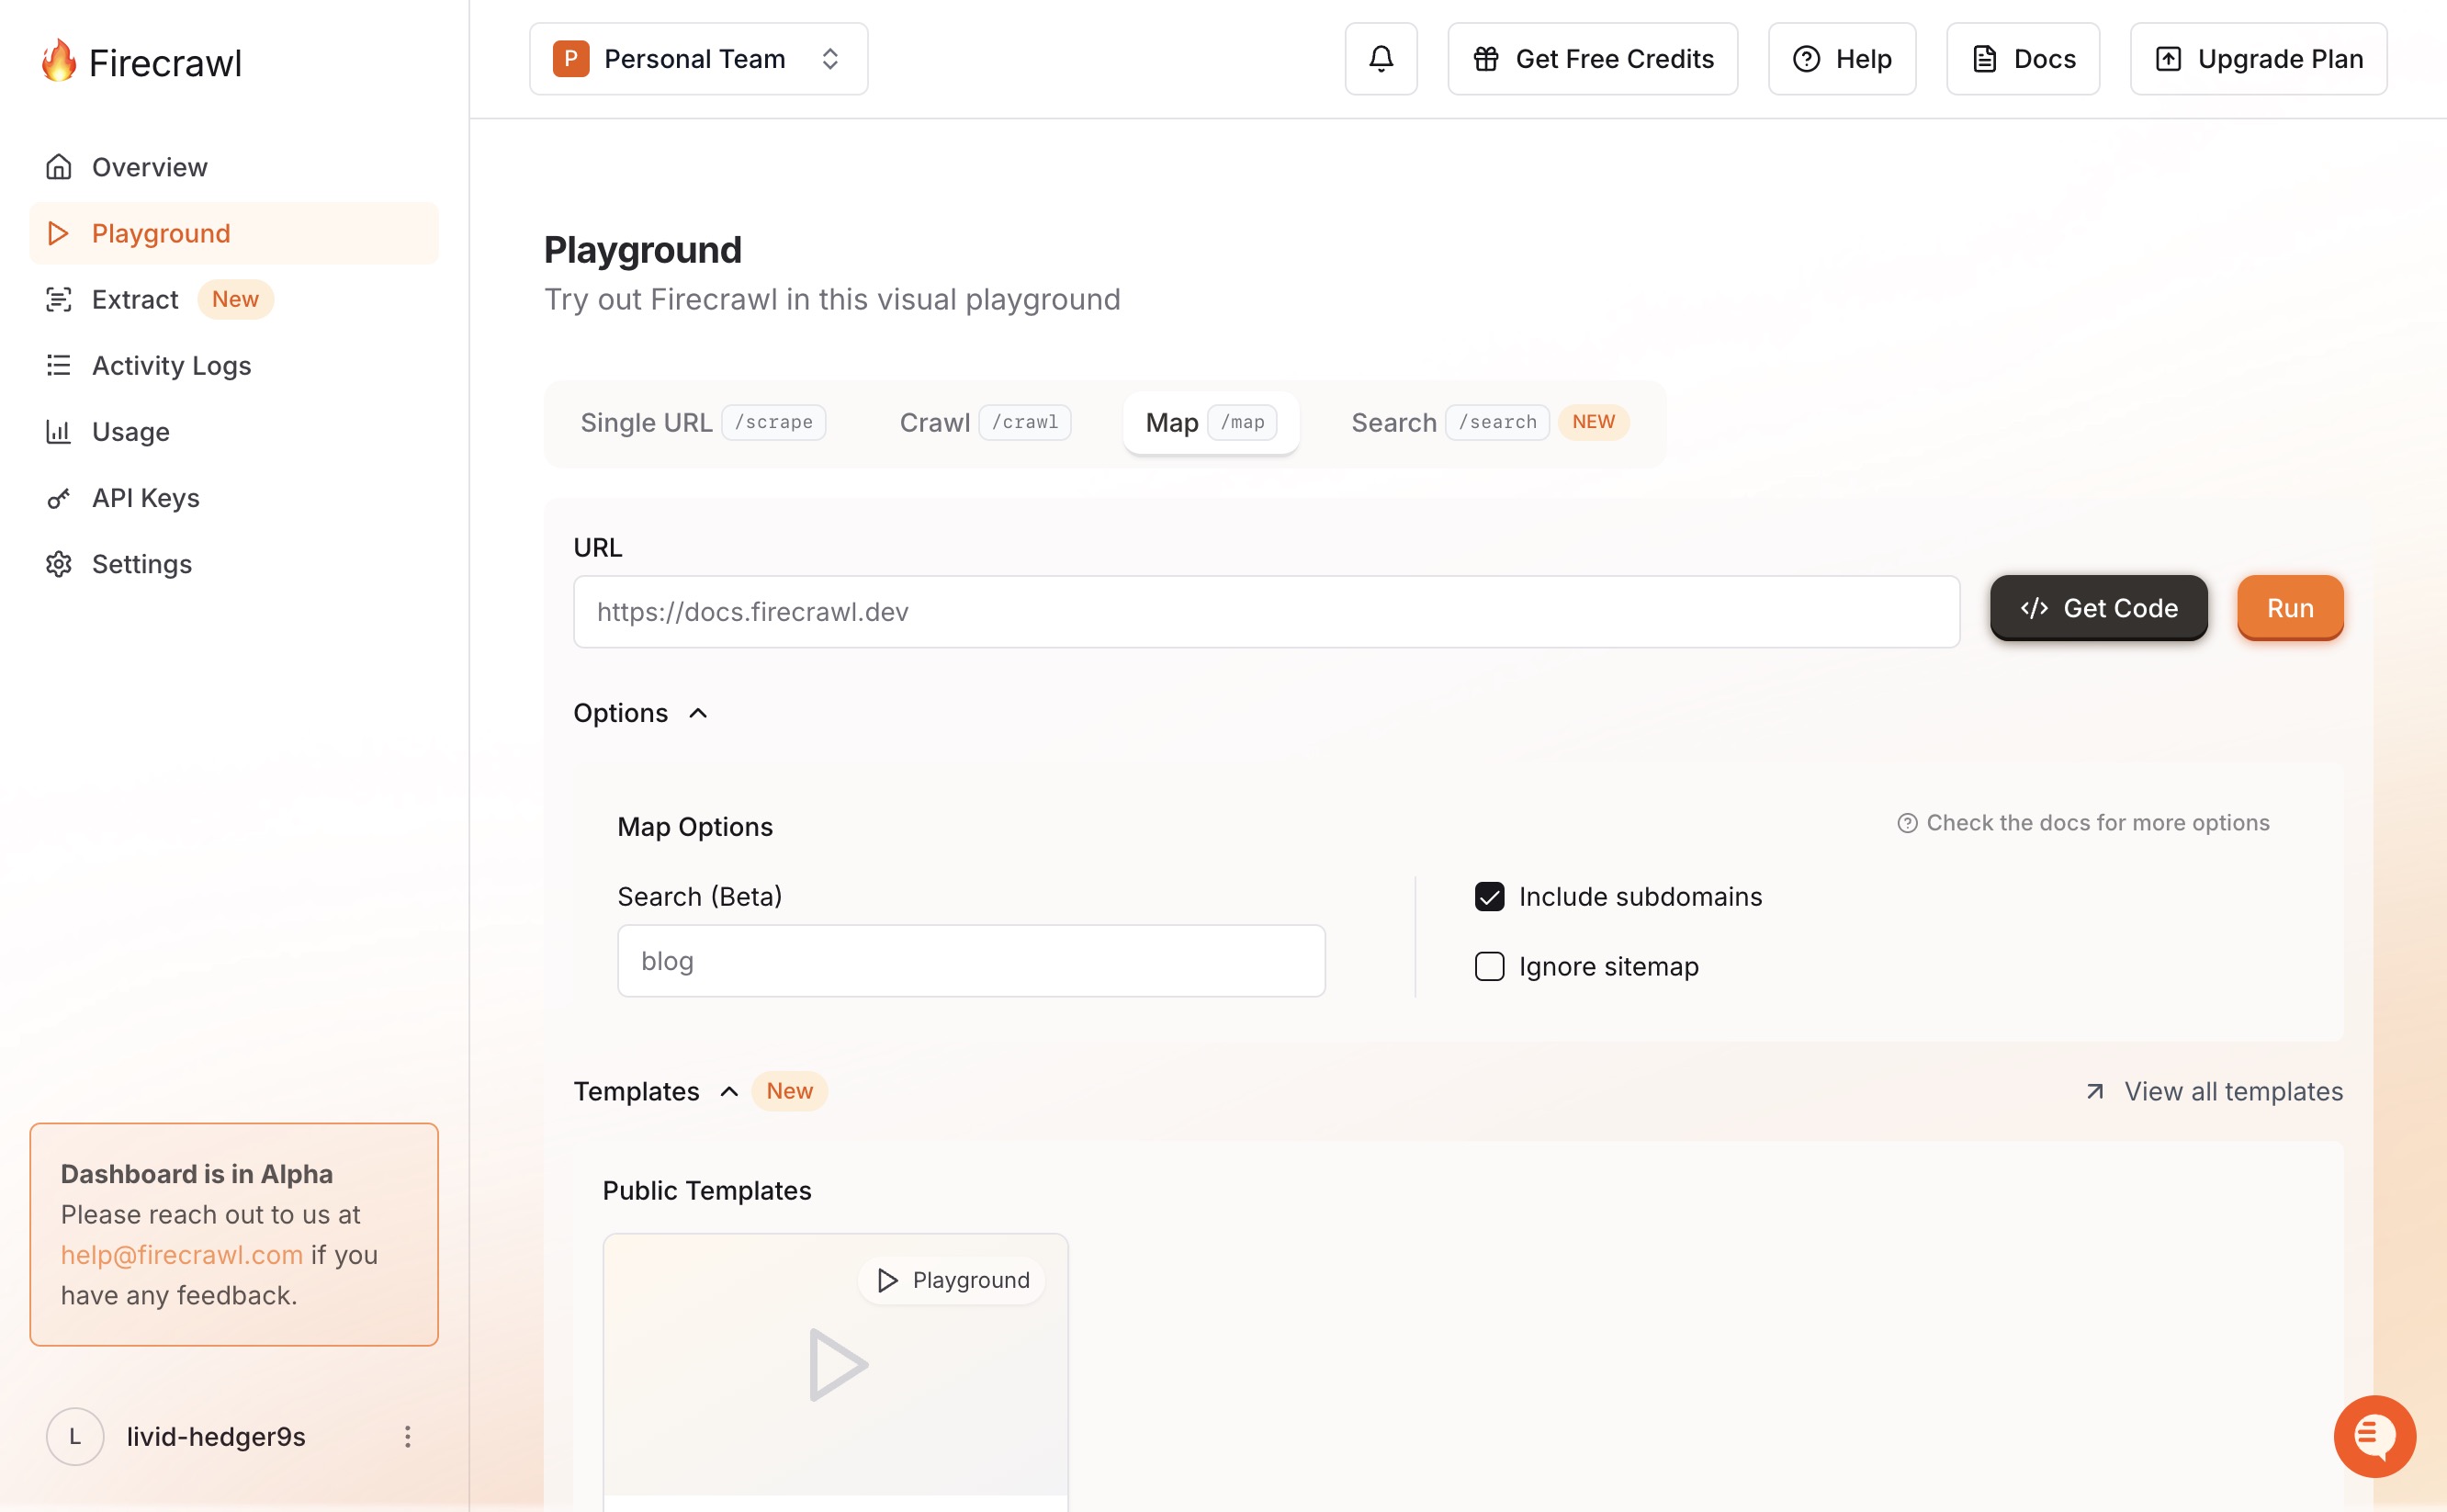 Firecrawl
Overview
Playground
Extract New
Activity Logs
Usage
API Keys
Settings
Dashboard is in Alpha
Please reach out to us at
help@firecrawl.com if you
have any feedback.
L livid-hedger9s
P Personal Team
Get Free Credits
Help
Docs
Upgrade Plan
Playground
Try out Firecrawl in this visual playground
Single URL /scrape Crawl /crawl Map /map Search /search NEW
URL
https://docs.firecrawl.dev
</> Get Code
Run
Options
Map Options
Check the docs for more options
Search (Beta)
blog
Include subdomains
Ignore sitemap
Templates New
View all templates
Public Templates
Playground